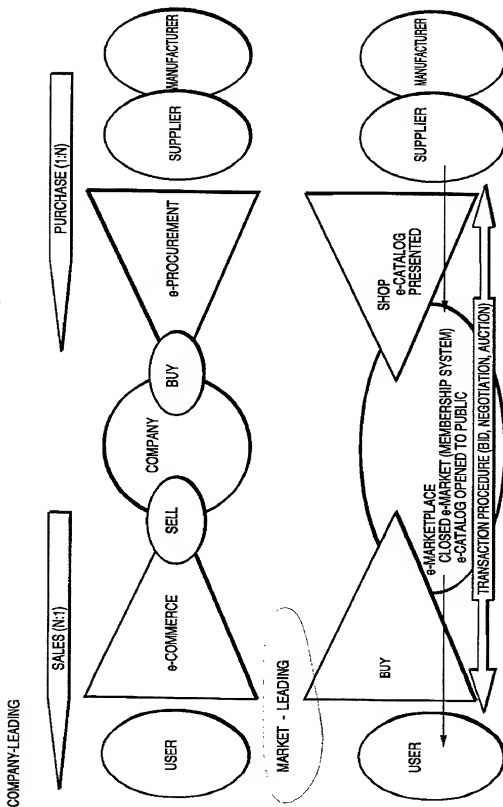 COMPANY-LEADING
SALES (N:1)
PURCHASE (1:N)
USER
e-COMMERCE
SELL
COMPANY
BUY
e-PROCUREMENT
SUPPLIER
MANUFACTURER
MARKET - LEADING
USER
BUY
e-MARKETPLACE
CLOSED e-MARKET (MEMBERSHIP SYSTEM)
e-CATALOG OPENED TO PUBLIC
SHOP
e-CATALOG
PRESENTED
SUPPLIER
MANUFACTURER
TRANSACTION PROCEDURE (BID, NEGOTIATION, AUCTION)